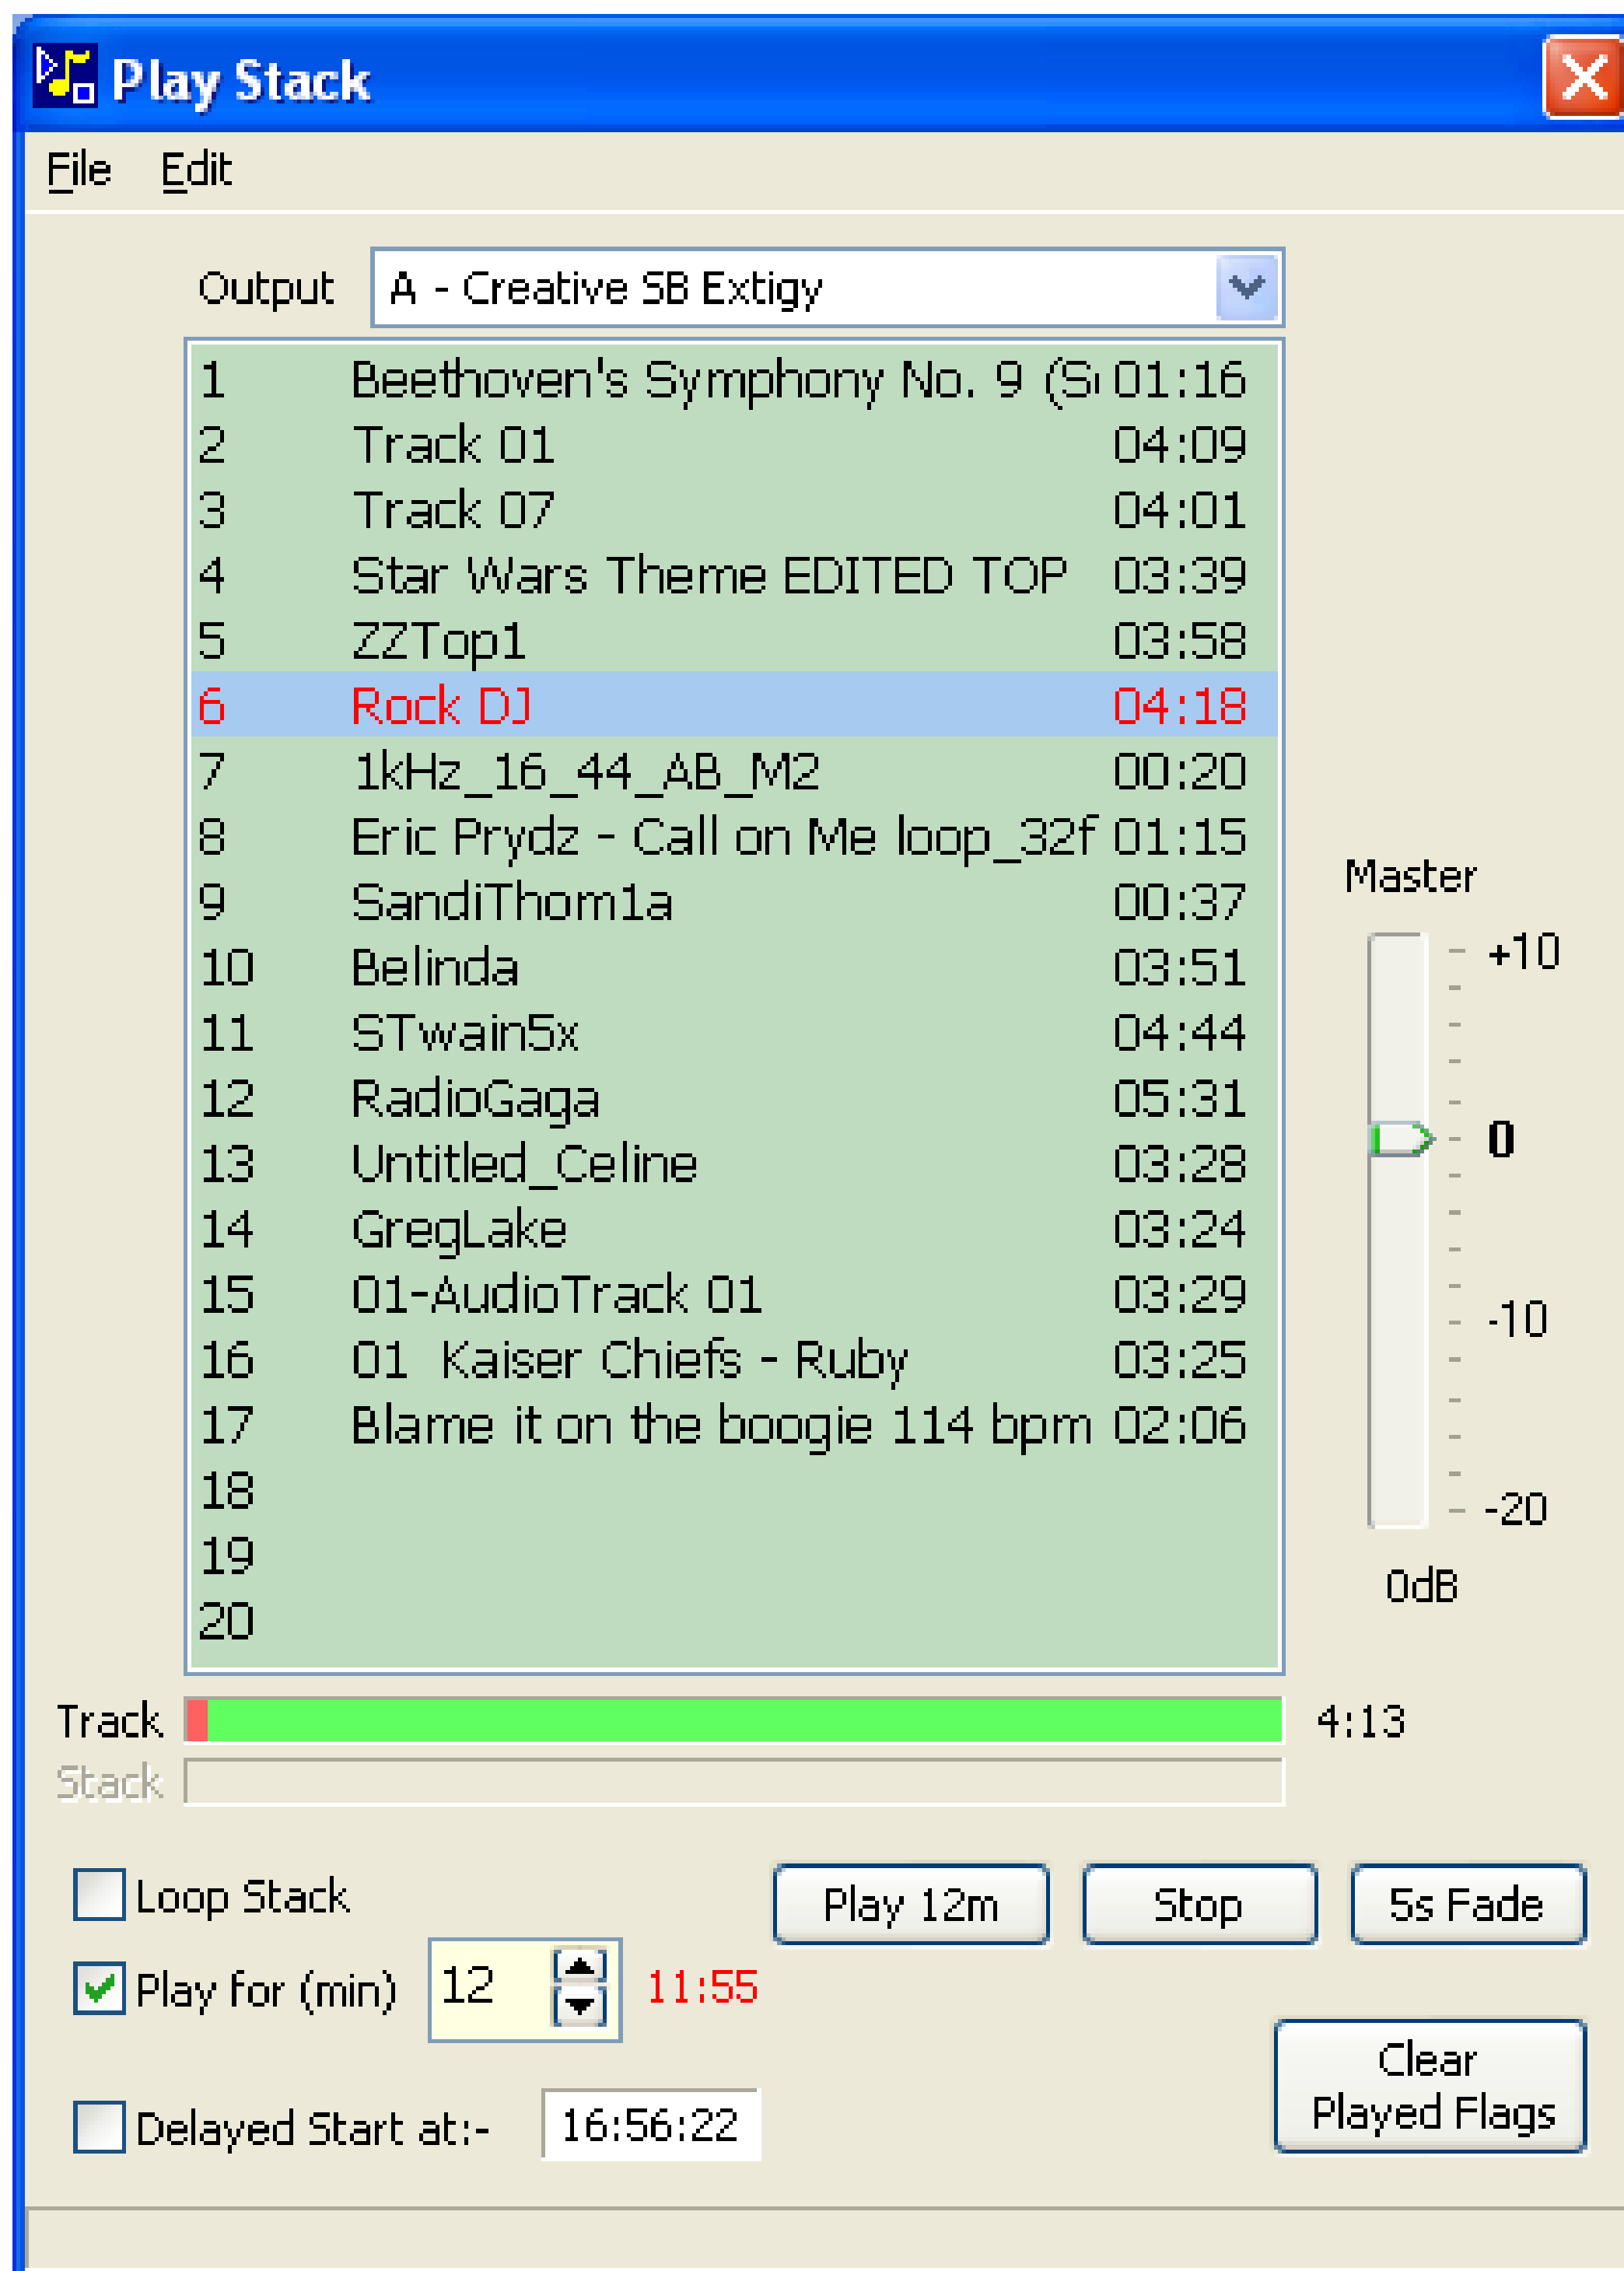 Play Stack
File Edit
Output A - Creative SB Extigy
1 Beethoven's Symphony No. 9 (S 01:16
2 Track 01 04:09
3 Track 07 04:01
4 Star Wars Theme EDITED TOP 03:39
5 ZZTop1 03:58
6 Rock DJ 04:18
7 1kHz_16_44_AB_M2 00:20
8 Eric Prydz - Call on Me loop_32f 01:15
9 SandiThom1a 00:37
10 Belinda 03:51
11 STwain5x 04:44
12 RadioGaga 05:31
13 Untitled_Celine 03:28
14 GregLake 03:24
15 01-AudioTrack 01 03:29
16 01 Kaiser Chiefs - Ruby 03:25
17 Blame it on the boogie 114 bpm 02:06
18
19
20
Master
+10
0
-10
-20
0dB
Track 4:13
Stack
Loop Stack
Play 12m Stop 5s Fade
Play for (min) 12 11:55
Clear
Played Flags
Delayed Start at:- 16:56:22